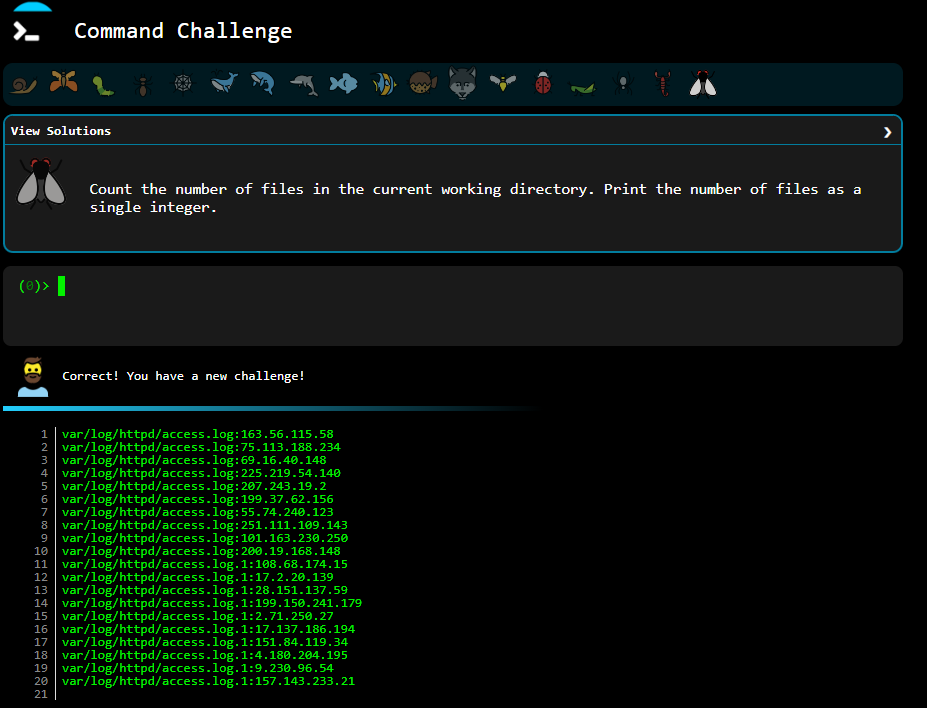 Command Challenge
View Solutions
Count the number of files in the current working directory. Print the number of files as a
single integer.
(0)>
Correct! You have a new challenge!
1 var/log/httpd/access.log:163.56.115.58
2 var/log/httpd/access.log:75.113.188.234
3 var/log/httpd/access.log:69.16.40.148
4 var/log/httpd/access.log:225.219.54.140
5 var/log/httpd/access.log:207.243.19.2
6 var/log/httpd/access.log:199.37.62.156
7 var/log/httpd/access.log:55.74.240.123
8 var/log/httpd/access.log:251.111.109.143
9 var/log/httpd/access.log:101.163.230.250
10 var/log/httpd/access.log:200.19.168.148
11 var/log/httpd/access.log.1:108.68.174.15
12 var/log/httpd/access.log.1:17.2.20.139
13 var/log/httpd/access.log.1:28.151.137.59
14 var/log/httpd/access.log.1:199.150.241.179
15 var/log/httpd/access.log.1:2.71.250.27
16 var/log/httpd/access.log.1:17.137.186.194
17 var/log/httpd/access.log.1:151.84.119.34
18 var/log/httpd/access.log.1:4.180.204.195
19 var/log/httpd/access.log.1:9.230.96.54
20 var/log/httpd/access.log.1:157.143.233.21
21